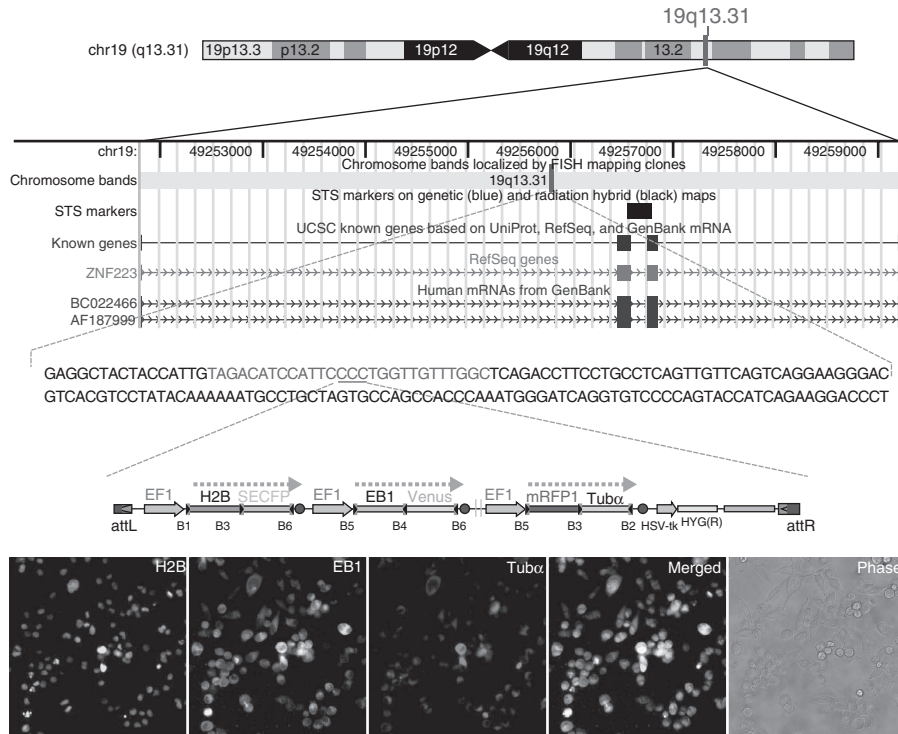 19q13.31
chr19 (q13.31) 19p13.3 p13.2 19p12 19q12 13.2
chr19: 49253000 49254000 49255000 49256000 49257000 49258000 49259000
Chromosome bands localized by FISH mapping clones
Chromosome bands 19q13.31
STS markers on genetic (blue) and radiation hybrid (black) maps
STS markers
UCSC known genes based on UniProt, RefSeq, and GenBank mRNA
Known genes
RefSeq genes
ZNF223
Human mRNAs from GenBank
BC022466
AF187999
GAGGCTACTACCATTGTAGACATCCATTCCCCTGGTTGTTTGGCTCAGACCTTCCTGCCTCAGTTGTTCAGTCAGGAAGGGAC
GTCACGTCCTATACAAAAAATGCCTGCTAGTGCCAGCCACCCAAATGGGATCAGGTGTCCCCAGTACCATCAGAAGGACCCT
EF1 H2B SECFP EF1 EB1 Venus EF1 mRFP1 Tubα
attL B1 B3 B6 B5 B4 B6 B5 B3 B2 HSV-tk HYG(R) attR
H2B EB1 Tubα Merged Phase